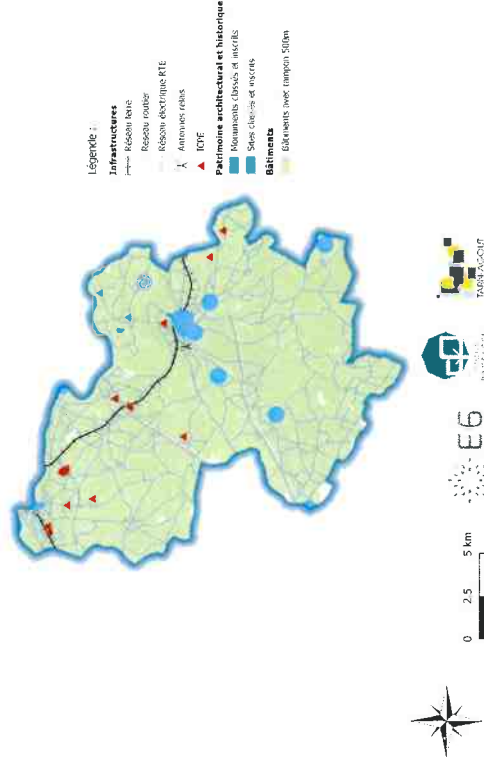 Légende :
Infrastructures
Réseau ferré
Réseau routier
Réseau électrique RTE
Antennes relais
ICPE
Patrimoine architectural et historique
Monuments classés et inscrits
Sites classés et inscrits
Bâtiments
Bâtiments avec tampon 500m
0 2.5 5 km
E6
TARN-AGOUT